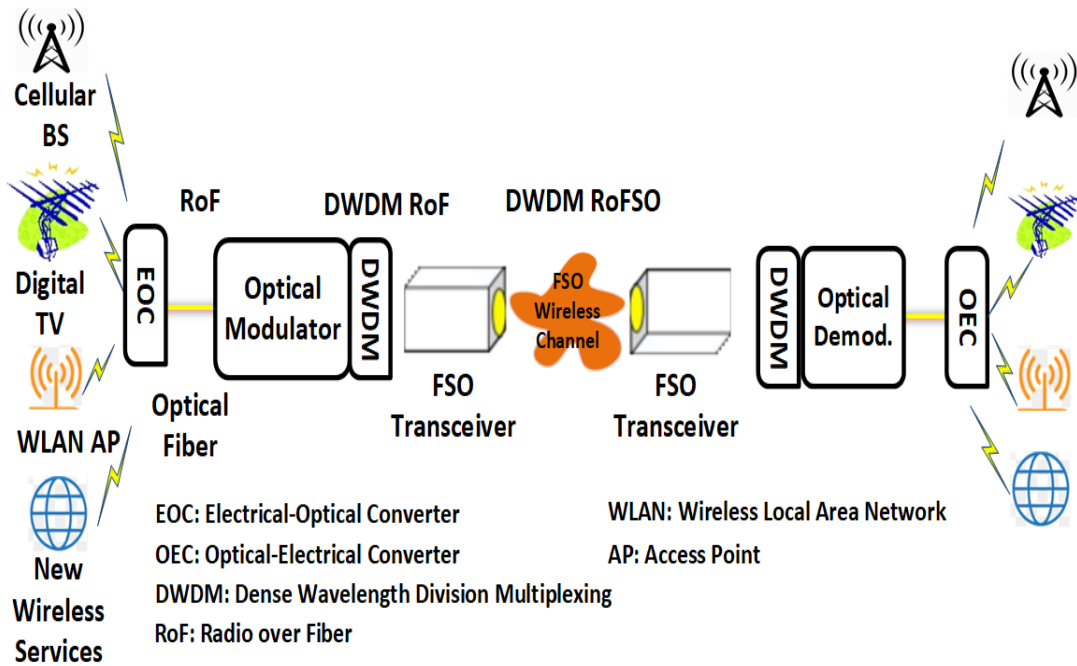 Cellular
BS
Digital
TV
WLAN AP
New
Wireless
Services
EOC
RoF
Optical
Fiber
Optical
Modulator
DWDM RoF
DWDM
FSO
Transceiver
DWDM RoFSO
FSO
Wireless
Channel
FSO
Transceiver
DWDM
Optical
Demod.
OEC
EOC: Electrical-Optical Converter
OEC: Optical-Electrical Converter
DWDM: Dense Wavelength Division Multiplexing
RoF: Radio over Fiber
WLAN: Wireless Local Area Network
AP: Access Point